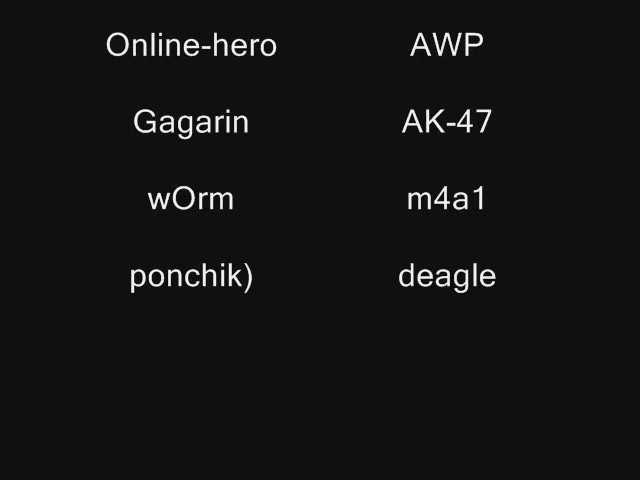 Online-hero AWP
Gagarin AK-47
wOrm m4a1
ponchik) deagle